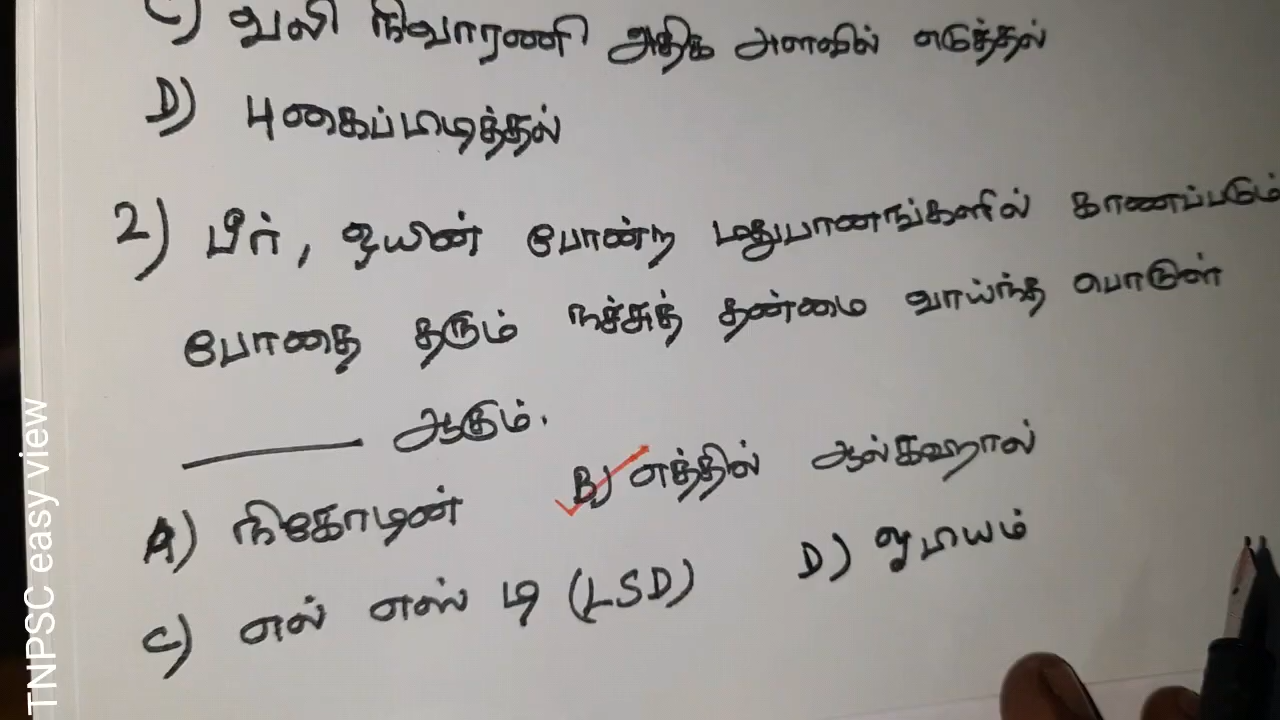 C) வலி நிவாரணி அதிக அளவில் எடுத்தல்
D) புகைப்பிடித்தல்
2) பீர், ஒயின் போன்ற மதுபானங்களில் காணப்படும்
போதை தரும் நச்சுத் தன்மை வாய்ந்த பொருள்
________ ஆகும்.
A) நிகோடின் B) எத்தில் ஆல்கஹால்
C) எல் எஸ் டி (LSD) D) ஓபியம்
TNPSC easy view